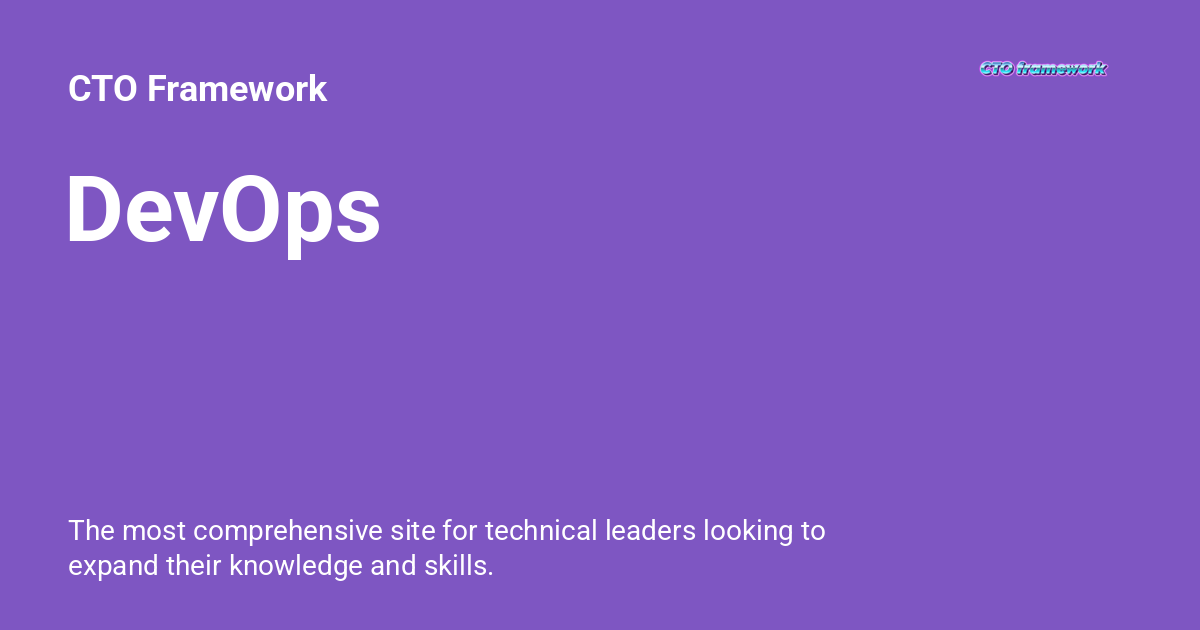 CTO Framework
CTO framework
DevOps
The most comprehensive site for technical leaders looking to
expand their knowledge and skills.